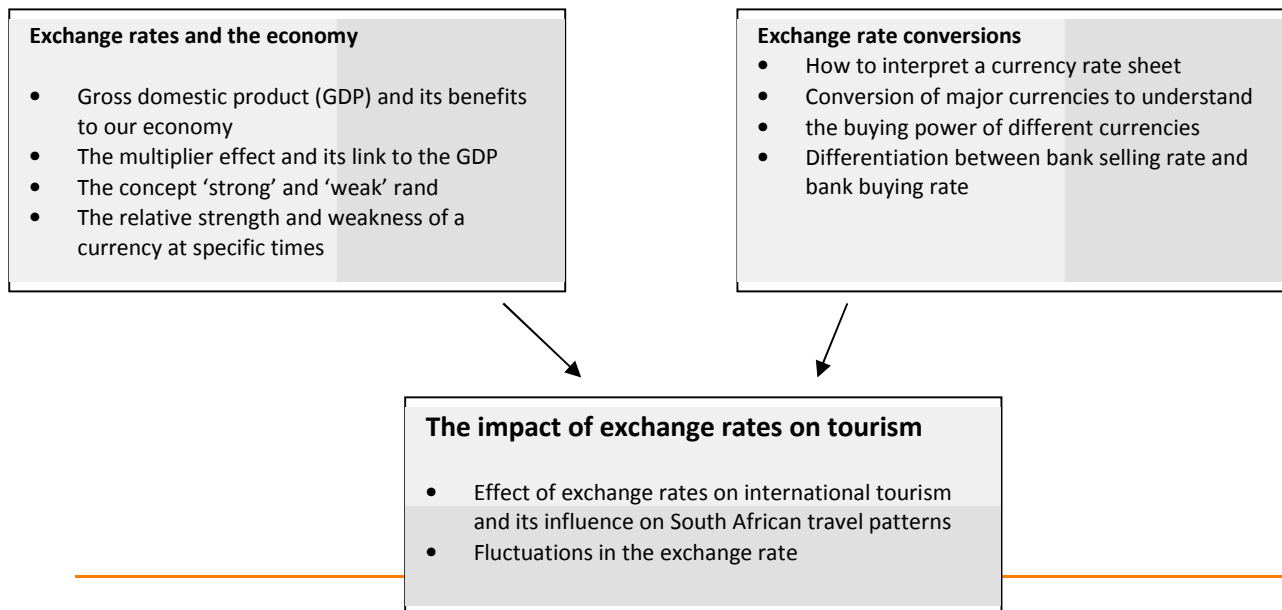 Exchange rates and the economy
• Gross domestic product (GDP) and its benefits
to our economy
• The multiplier effect and its link to the GDP
• The concept ‘strong’ and ‘weak’ rand
• The relative strength and weakness of a
currency at specific times
Exchange rate conversions
• How to interpret a currency rate sheet
• Conversion of major currencies to understand
• the buying power of different currencies
• Differentiation between bank selling rate and
bank buying rate
The impact of exchange rates on tourism
• Effect of exchange rates on international tourism
and its influence on South African travel patterns
• Fluctuations in the exchange rate